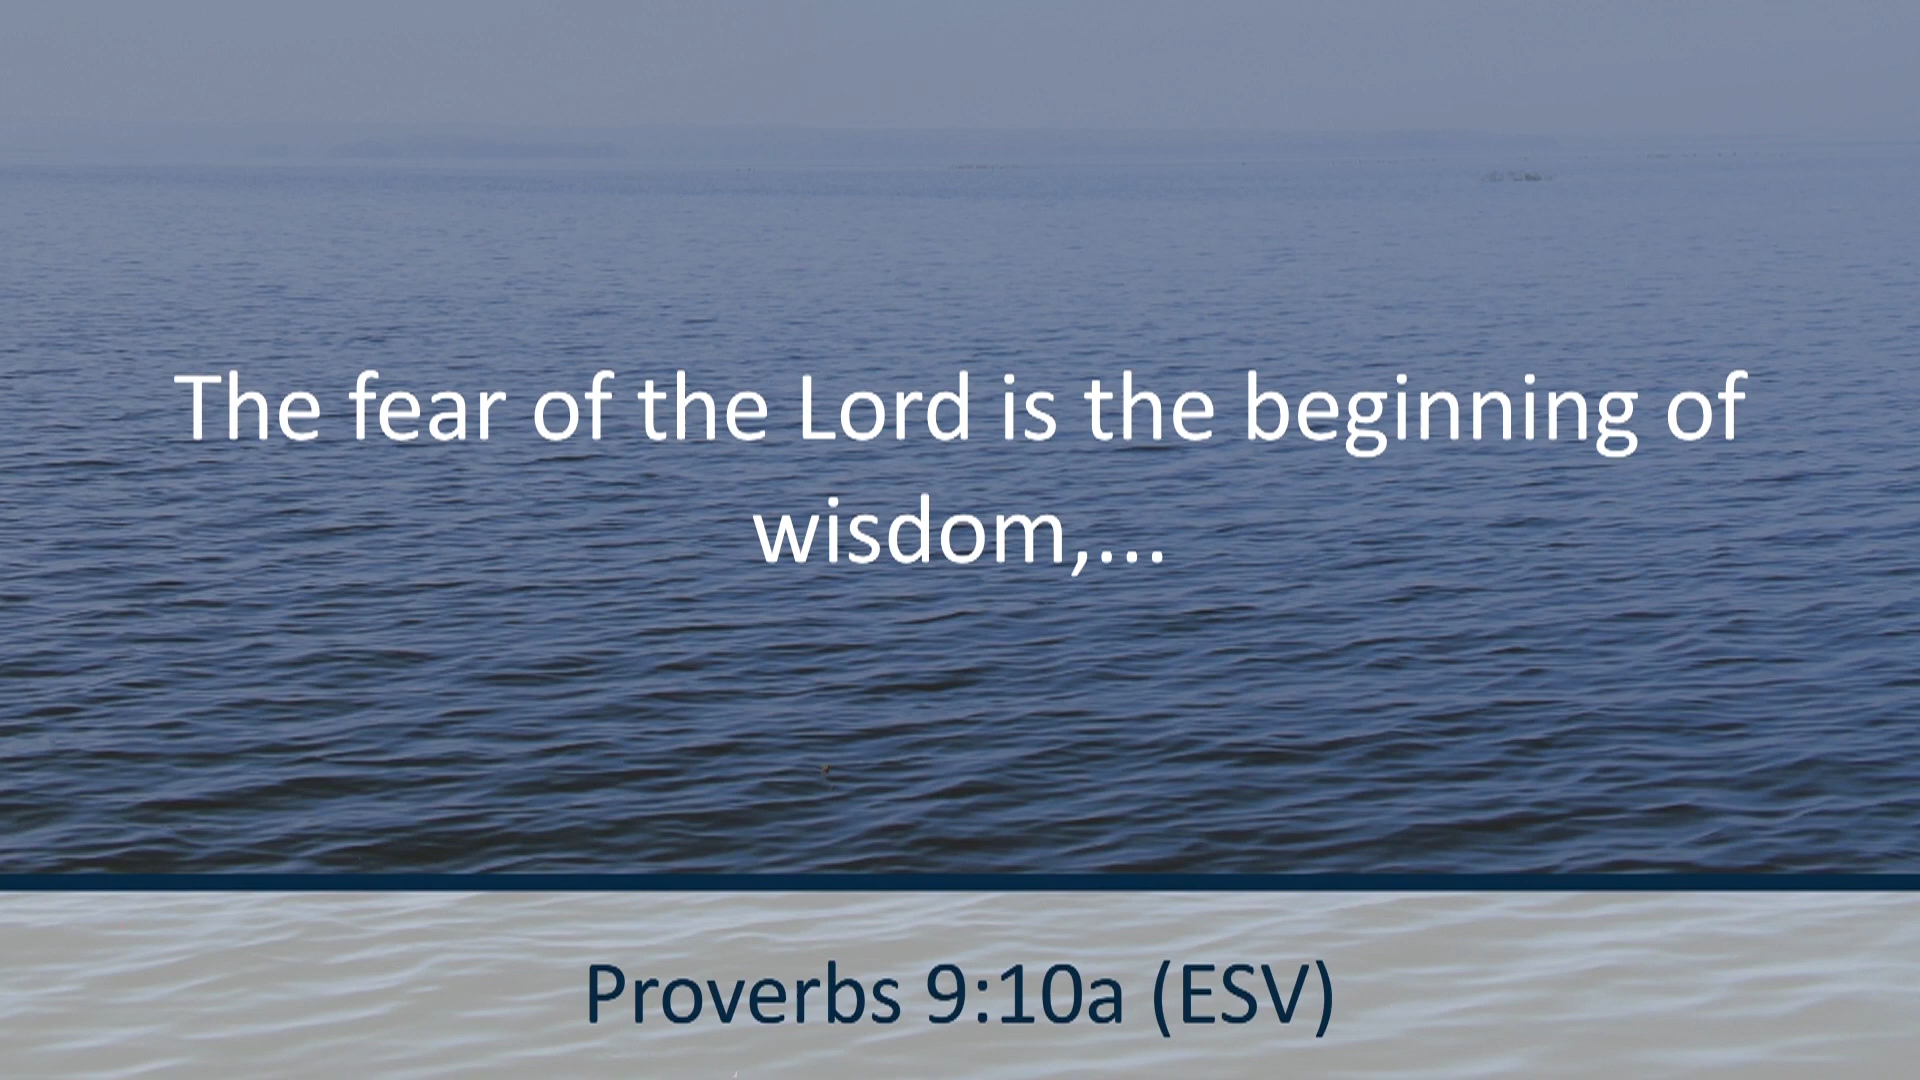 The fear of the Lord is the beginning of
wisdom,...
Proverbs 9:10a (ESV)